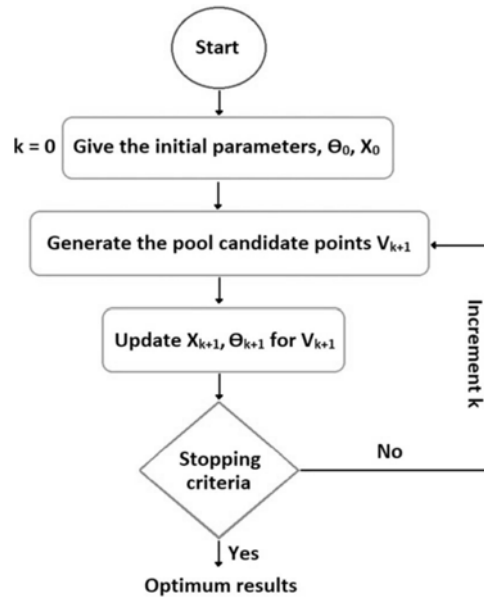 Start
k = 0
Give the initial parameters, Θ₀, X₀
Generate the pool candidate points Vₖ₊₁
Update Xₖ₊₁, Θₖ₊₁ for Vₖ₊₁
Increment k
Stopping
criteria
No
Yes
Optimum results